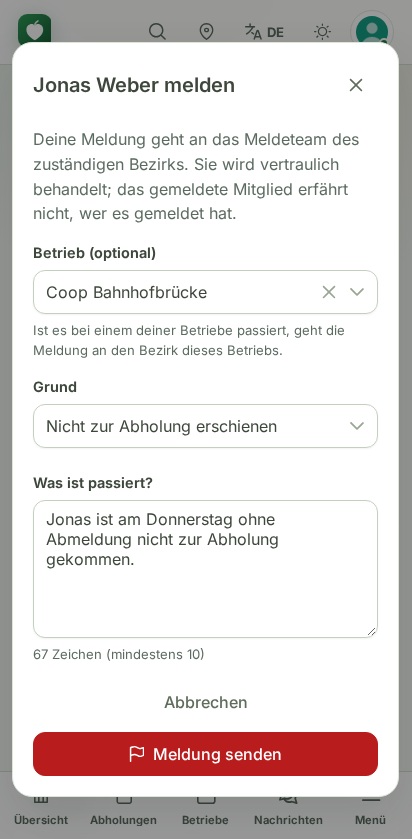 DE
Jonas Weber melden
Deine Meldung geht an das Meldeteam des
zuständigen Bezirks. Sie wird vertraulich
behandelt; das gemeldete Mitglied erfährt
nicht, wer es gemeldet hat.
Betrieb (optional)
Coop Bahnhofbrücke
Ist es bei einem deiner Betriebe passiert, geht die
Meldung an den Bezirk dieses Betriebs.
Grund
Nicht zur Abholung erschienen
Was ist passiert?
Jonas ist am Donnerstag ohne
Abmeldung nicht zur Abholung
gekommen.
67 Zeichen (mindestens 10)
Abbrechen
Meldung senden
Übersicht Abholungen Betriebe Nachrichten Menü